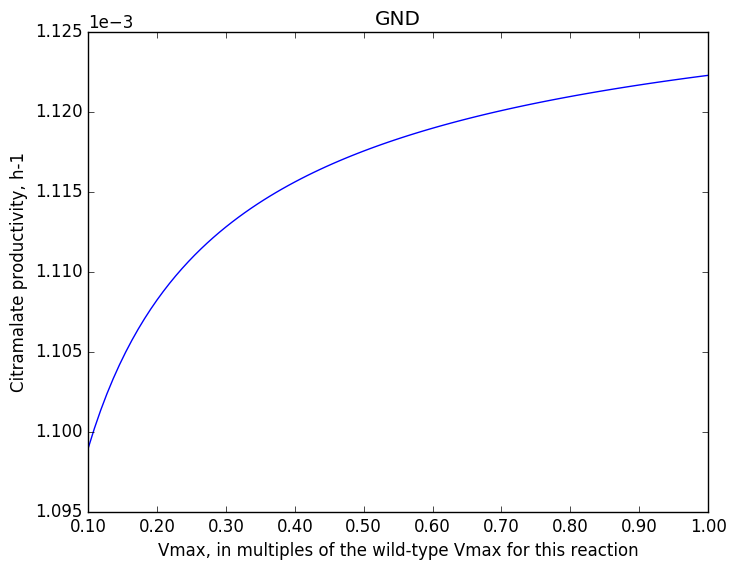 GND
1e−3
1.125
1.120
1.115
1.110
1.105
1.100
1.095
Citramalate productivity, h-1
0.10 0.20 0.30 0.40 0.50 0.60 0.70 0.80 0.90 1.00
Vmax, in multiples of the wild-type Vmax for this reaction